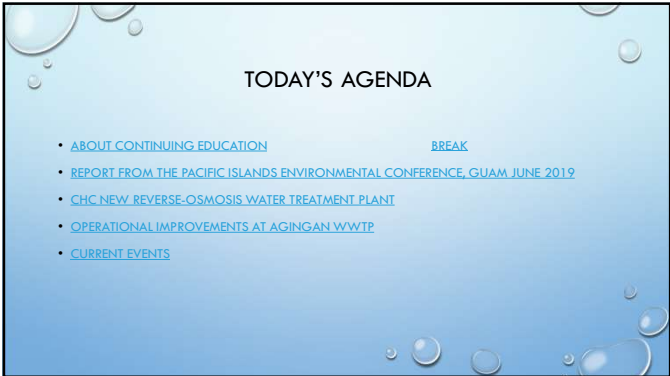 TODAY'S AGENDA
• ABOUT CONTINUING EDUCATION BREAK
• REPORT FROM THE PACIFIC ISLANDS ENVIRONMENTAL CONFERENCE, GUAM JUNE 2019
• CHC NEW REVERSE-OSMOSIS WATER TREATMENT PLANT
• OPERATIONAL IMPROVEMENTS AT AGINGAN WWTP
• CURRENT EVENTS